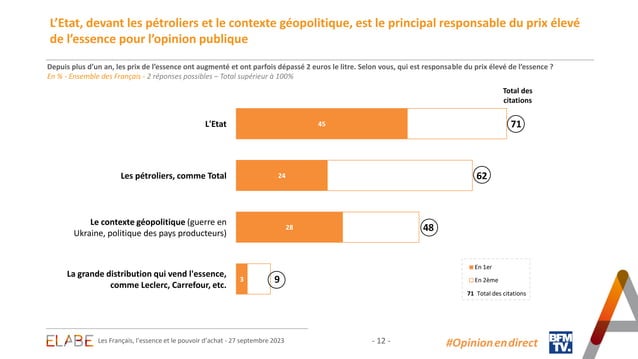 L’Etat, devant les pétroliers et le contexte géopolitique, est le principal responsable du prix élevé
de l’essence pour l’opinion publique
Depuis plus d’un an, les prix de l’essence ont augmenté et ont parfois dépassé 2 euros le litre. Selon vous, qui est responsable du prix élevé de l’essence ?
En % - Ensemble des Français - 2 réponses possibles – Total supérieur à 100%
Total des
citations
L'Etat
45
71
Les pétroliers, comme Total
24
62
Le contexte géopolitique (guerre en
Ukraine, politique des pays producteurs)
28
48
La grande distribution qui vend l'essence,
comme Leclerc, Carrefour, etc.
3
9
En 1er
En 2ème
71 Total des citations
ELABE
Les Français, l’essence et le pouvoir d’achat - 27 septembre 2023
- 12 -
#Opinionendirect
BFM
TV.